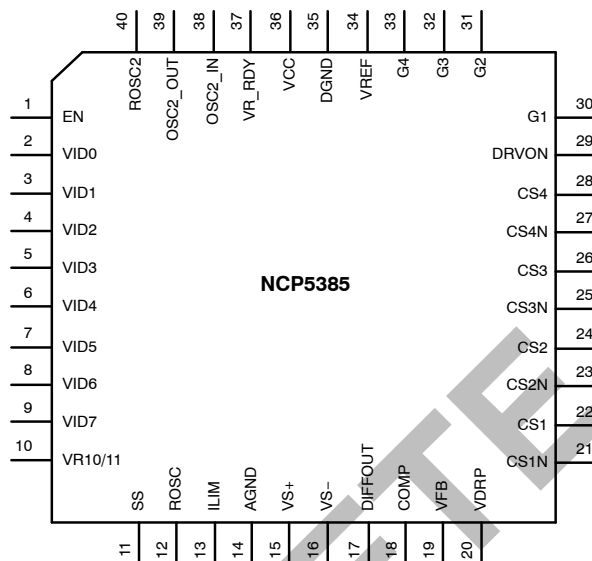 40 39 38 37 36 35 34 33 32 31
ROSC2 OSC2_OUT OSC2_IN VR_RDY VCC DGND VREF G4 G3 G2
1 EN G1 30
2 VID0 DRVON 29
3 VID1 CS4 28
4 VID2 CS4N 27
5 VID3 CS3 26
6 VID4 CS3N 25
NCP5385
7 VID5 CS2 24
8 VID6 CS2N 23
9 VID7 CS1 22
10 VR10/11 CS1N 21
SS ROSC ILIM AGND VS+ VS− DIFFOUT COMP VFB VDRP
11 12 13 14 15 16 17 18 19 20